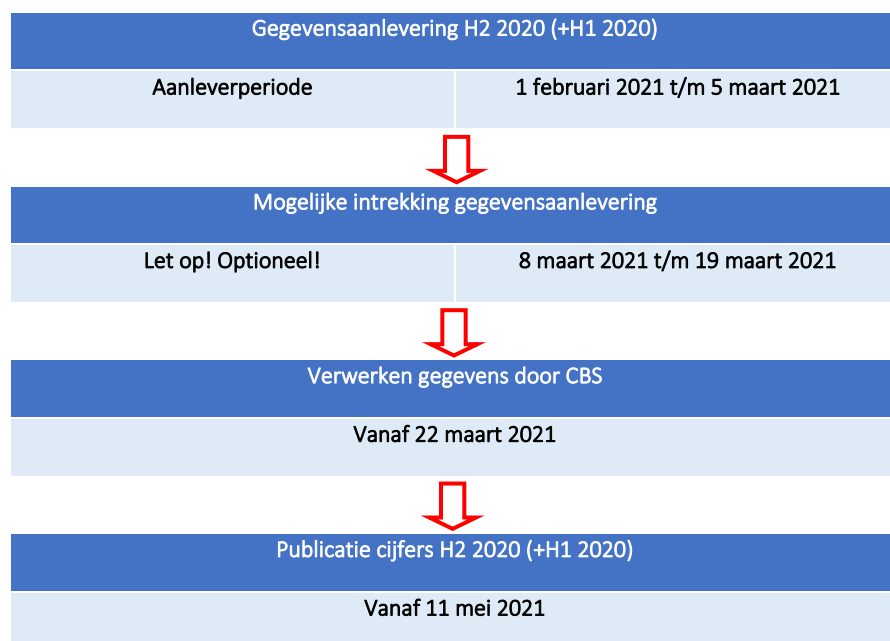 Gegevensaanlevering H2 2020 (+H1 2020)
Aanleverperiode
1 februari 2021 t/m 5 maart 2021
Mogelijke intrekking gegevensaanlevering
Let op! Optioneel!
8 maart 2021 t/m 19 maart 2021
Verwerken gegevens door CBS
Vanaf 22 maart 2021
Publicatie cijfers H2 2020 (+H1 2020)
Vanaf 11 mei 2021